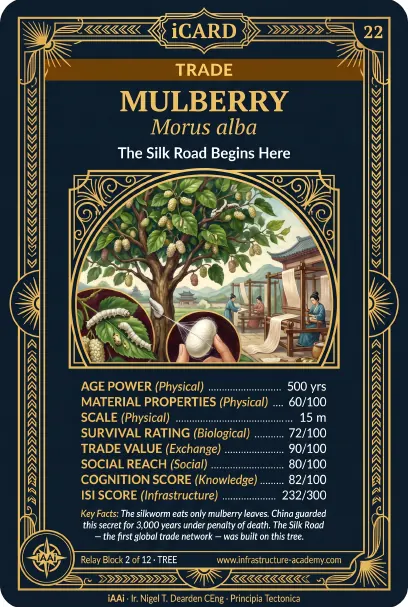 iCARD
22
TRADE
MULBERRY
Morus alba
The Silk Road Begins Here
AGE POWER (Physical) ........................ 500 yrs
MATERIAL PROPERTIES (Physical) .... 60/100
SCALE (Physical) ........................................ 15 m
SURVIVAL RATING (Biological) .......... 72/100
TRADE VALUE (Exchange) .................. 90/100
SOCIAL REACH (Social) ...................... 80/100
COGNITION SCORE (Knowledge) ........ 82/100
ISI SCORE (Infrastructure) .................. 232/300
Key Facts: The silkworm eats only mulberry leaves. China guarded
this secret for 3,000 years under penalty of death. The Silk Road
— the first global trade network — was built on this tree.
iAAi
Relay Block 2 of 12 · TREE
www.infrastructure-academy.com
iAAi · Ir. Nigel T. Dearden CEng · Principia Tectonica